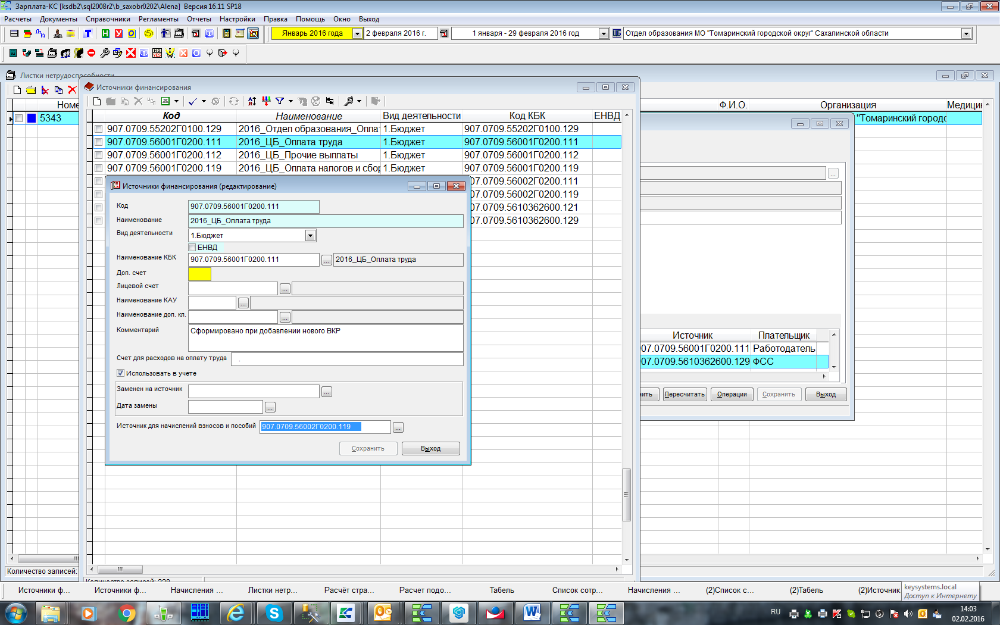 Зарплата-КС [ksdb2\sql2008r2\b_saxobr0202\Alena] Версия 16.11 SP18
Расчеты Документы Справочники Регламенты Отчеты Настройки Правка Помощь Окно Выход
Январь 2016 года 2 февраля 2016 г. 1 января - 29 февраля 2016 год ЦБ Отдел образования МО "Томаринский городской округ" Сахалинской области
Листки нетрудоспособности
Источники финансирования
Номе
5343
Код Наименование Вид деятельности Код КБК ЕНВД
Ф.И.О. Организация Медицин
"Томаринский городс
907.0709.55202Г0100.129 2016_Отдел образования_Оплат 1.Бюджет 907.0709.55202Г0100.129
907.0709.56001Г0200.111 2016_ЦБ_Оплата труда 1.Бюджет 907.0709.56001Г0200.111
907.0709.56001Г0200.112 2016_ЦБ_Прочие выплаты 1.Бюджет 907.0709.56001Г0200.112
907.0709.56001Г0200.119 2016_ЦБ_Оплата налогов и сбор 1.Бюджет 907.0709.56001Г0200.119
07.0709.56002Г0200.111
07.0709.56002Г0200.119
07.0709.5610362600.121
07.0709.5610362600.129
Источники финансирования (редактирование)
Код 907.0709.56001Г0200.111
Наименование 2016_ЦБ_Оплата труда
Вид деятельности 1.Бюджет
ЕНВД
Наименование КБК 907.0709.56001Г0200.111 ... 2016_ЦБ_Оплата труда
Доп. счет
Лицевой счет ...
Наименование КАУ ...
Наименование доп. кл. ...
Комментарий Сформировано при добавлении нового ВКР
Счет для расходов на оплату труда .
Использовать в учете
Заменен на источник ...
Дата замены ...
Источник для начислений взносов и пособий 907.0709.56002Г0200.119 ...
Сохранить Выход
...
Источник Плательщик
07.0709.56001Г0200.111 Работодатель
07.0709.5610362600.129 ФСС
нить Пересчитать Операции Сохранить Выход
Количество записей:
Количество записей: 228
Источники ф... Источники ф... Начисления ... Листки нетр... Расчёт стра... Расчет подо... Табель Список сотр... Начисления ... (2)Список с... (2)Табель (2)Источник
keysystems.local
Доступ к Интернету
RU 14:03
02.02.2016